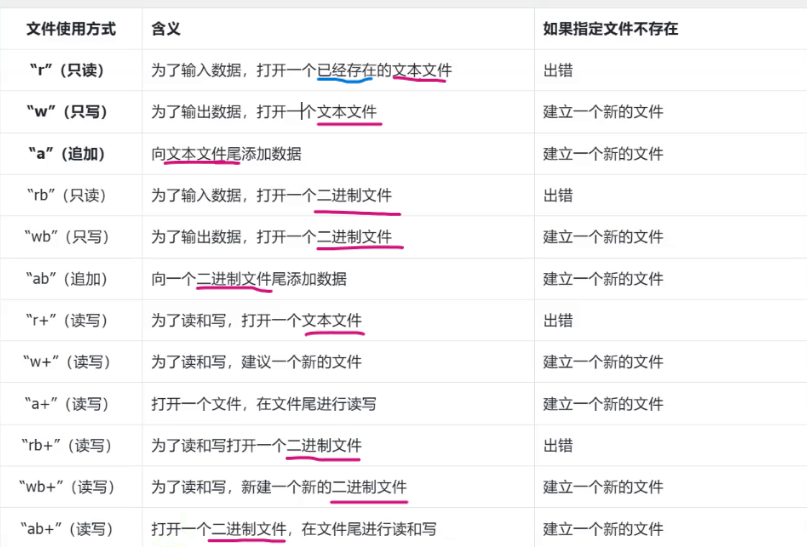 文件使用方式 含义 如果指定文件不存在
“r”（只读） 为了输入数据，打开一个已经存在的文本文件 出错
“w”（只写） 为了输出数据，打开一个文本文件 建立一个新的文件
“a”（追加） 向文本文件尾添加数据 建立一个新的文件
“rb”（只读） 为了输入数据，打开一个二进制文件 出错
“wb”（只写） 为了输出数据，打开一个二进制文件 建立一个新的文件
“ab”（追加） 向一个二进制文件尾添加数据 建立一个新的文件
“r+”（读写） 为了读和写，打开一个文本文件 出错
“w+”（读写） 为了读和写，建议一个新的文件 建立一个新的文件
“a+”（读写） 打开一个文件，在文件尾进行读写 建立一个新的文件
“rb+”（读写） 为了读和写打开一个二进制文件 出错
“wb+”（读写） 为了读和写，新建一个新的二进制文件 建立一个新的文件
“ab+”（读写） 打开一个二进制文件，在文件尾进行读和写 建立一个新的文件